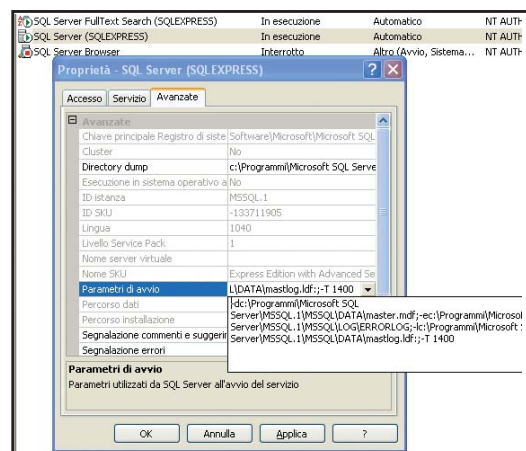 SQL Server FullText Search (SQLEXPRESS) In esecuzione Automatico NT AUTH
SQL Server (SQLEXPRESS) In esecuzione Automatico NT AUTH
SQL Server Browser Interrotto Altro (Avvio, Sistema... NT AUTH
Proprietà - SQL Server (SQLEXPRESS)
Accesso Servizio Avanzate
Avanzate
Chiave principale Registro di siste Software\Microsoft\Microsoft SQL
Cluster No
Directory dump c:\Programmi\Microsoft SQL Serve
Esecuzione in sistema operativo a No
ID istanza MSSQL.1
ID SKU -133711905
Lingua 1040
Livello Service Pack 1
Nome server virtuale
Nome SKU Express Edition with Advanced Se
Parametri di avvio L\DATA\mastlog.ldf:;-T 1400
Percorso dati
Percorso installazione
Segnalazione commenti e suggerir
Segnalazione errori
-dc:\Programmi\Microsoft SQL
Server\MSSQL.1\MSSQL\DATA\master.mdf;-ec:\Programmi\Microsof
Server\MSSQL.1\MSSQL\LOG\ERRORLOG;-lc:\Programmi\Microsoft S
Server\MSSQL.1\MSSQL\DATA\mastlog.ldf:;-T 1400
Parametri di avvio
Parametri utilizzati da SQL Server all'avvio del servizio
OK Annulla Applica ?